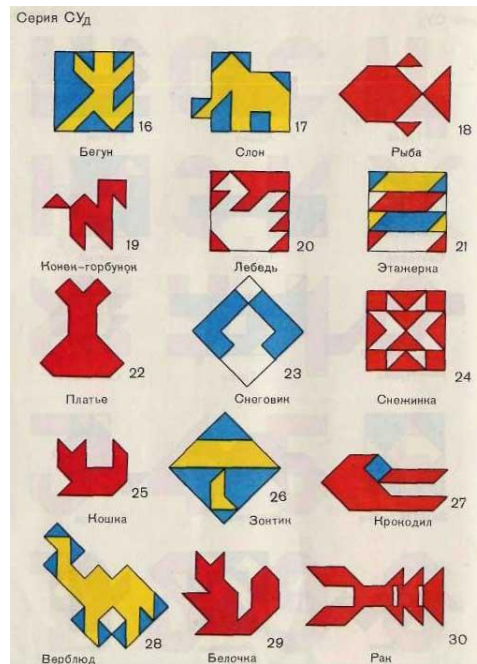 Серия СУд
16 17 18
Бегун Слон Рыба
19 20 21
Конек-горбунок Лебедь Этажерка
22 23 24
Платье Снеговик Снежинка
25 26 27
Кошка Зонтик Крокодил
28 29 30
Верблюд Белочка Рак